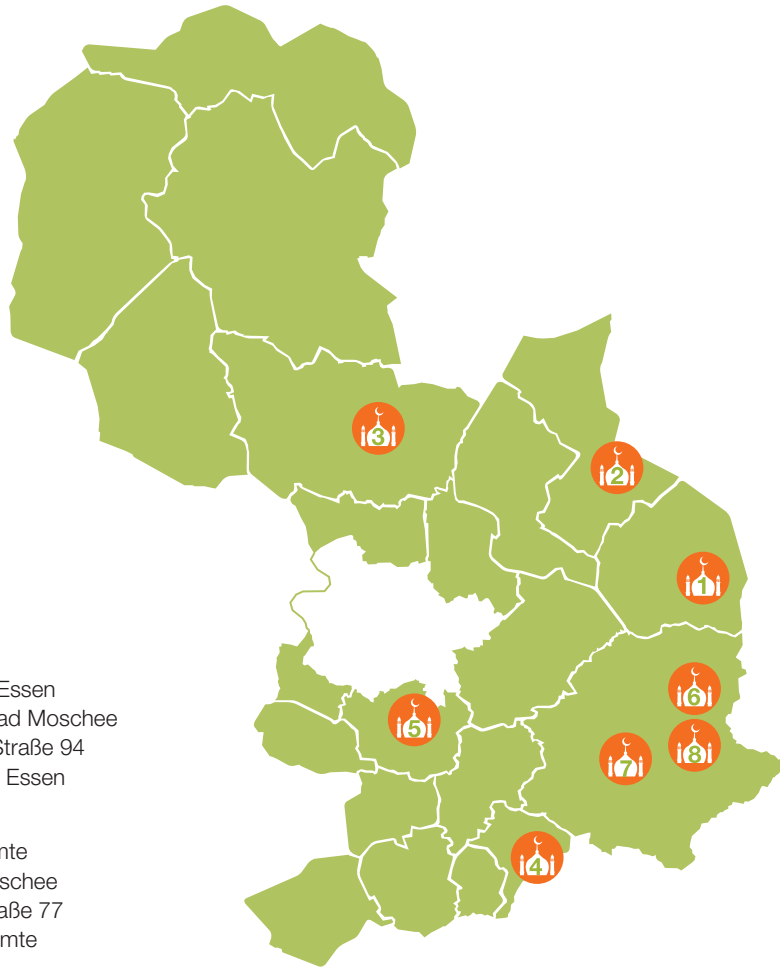 3
2
1
Essen
ad Moschee
Straße 94
Essen
6
5
8
7
nte
schee
aße 77
mte
4